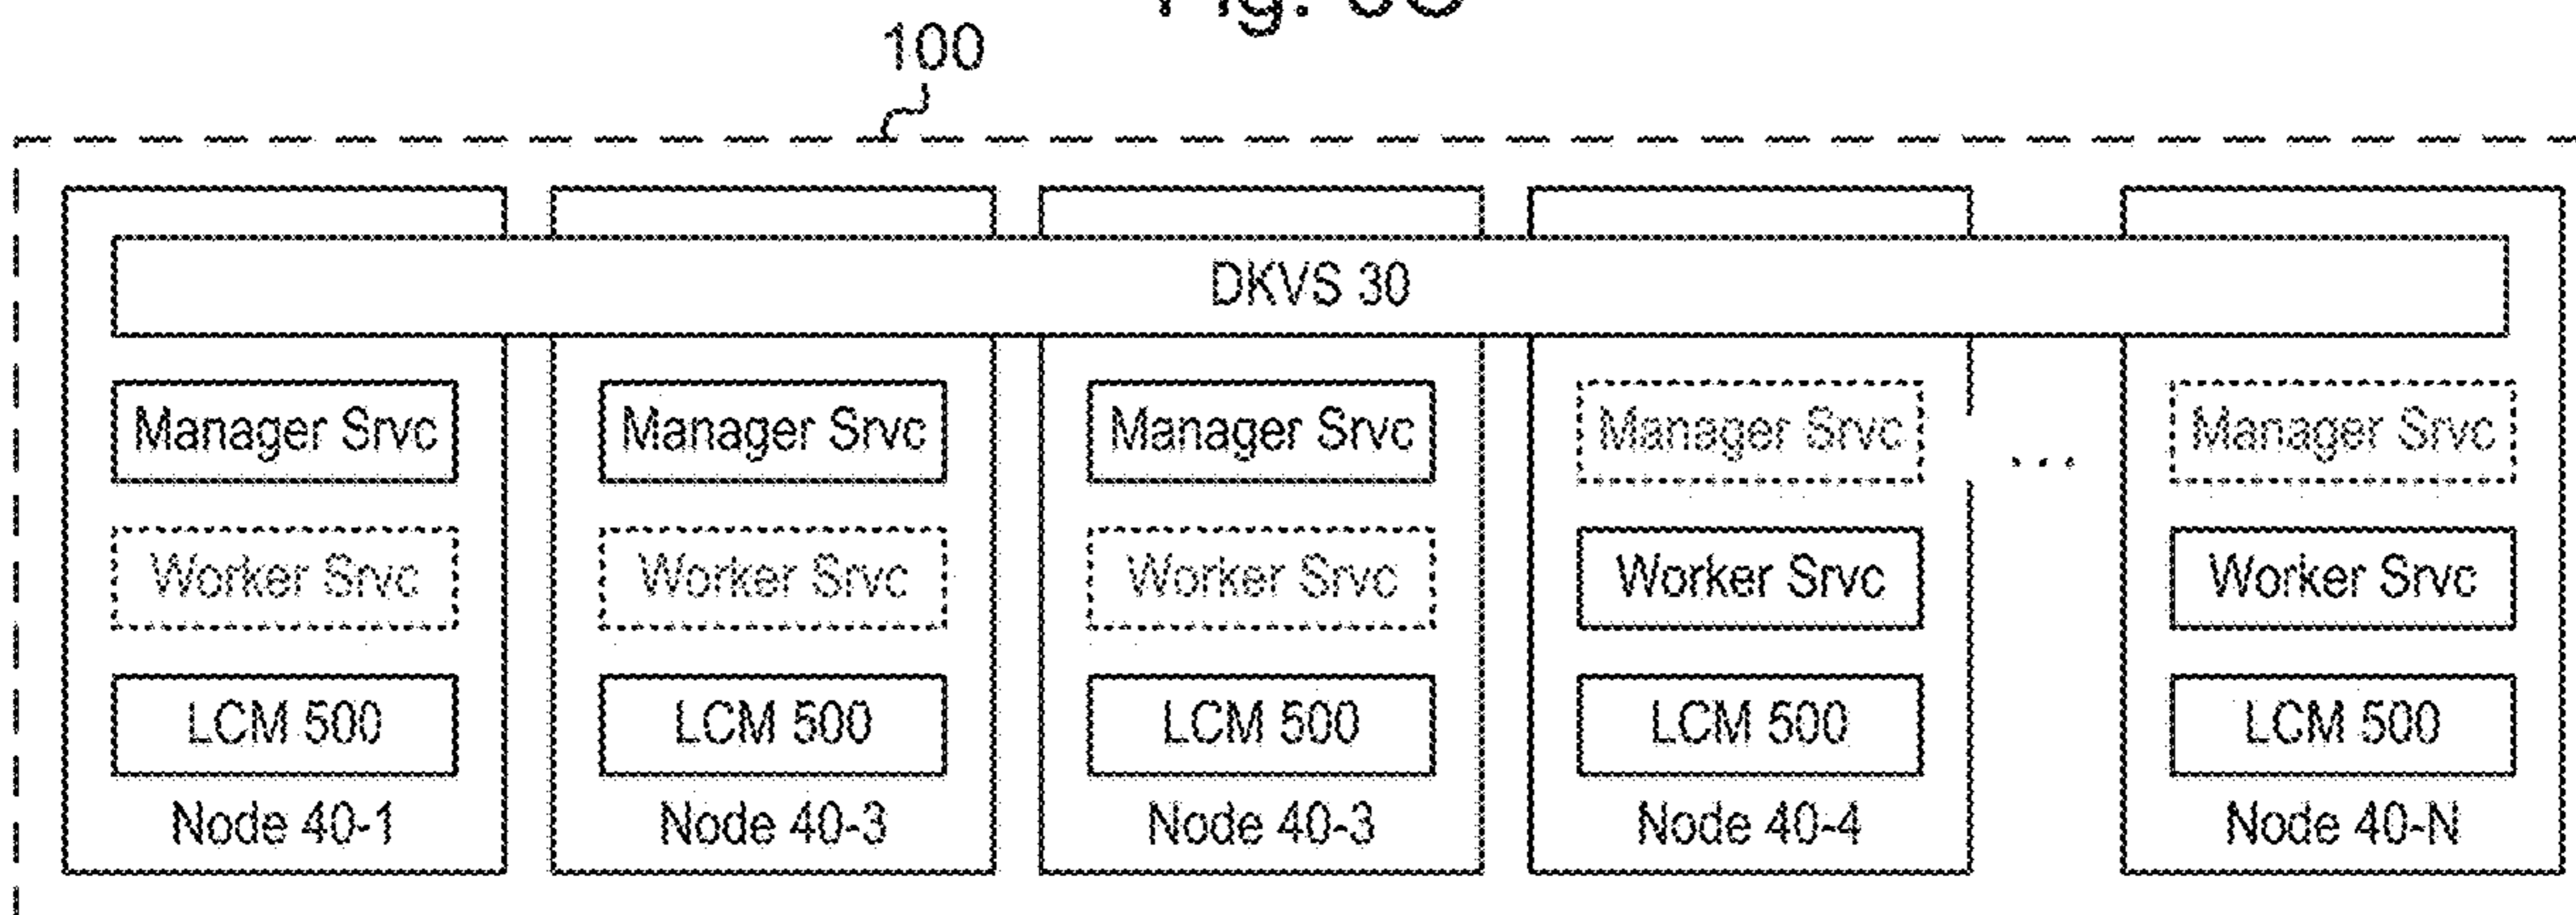 100
DKVS 30
Manager Srvc Manager Srvc Manager Srvc Manager Srvc ... Manager Srvc
Worker Srvc Worker Srvc Worker Srvc Worker Srvc Worker Srvc
LCM 500 LCM 500 LCM 500 LCM 500 LCM 500
Node 40-1 Node 40-3 Node 40-3 Node 40-4 Node 40-N